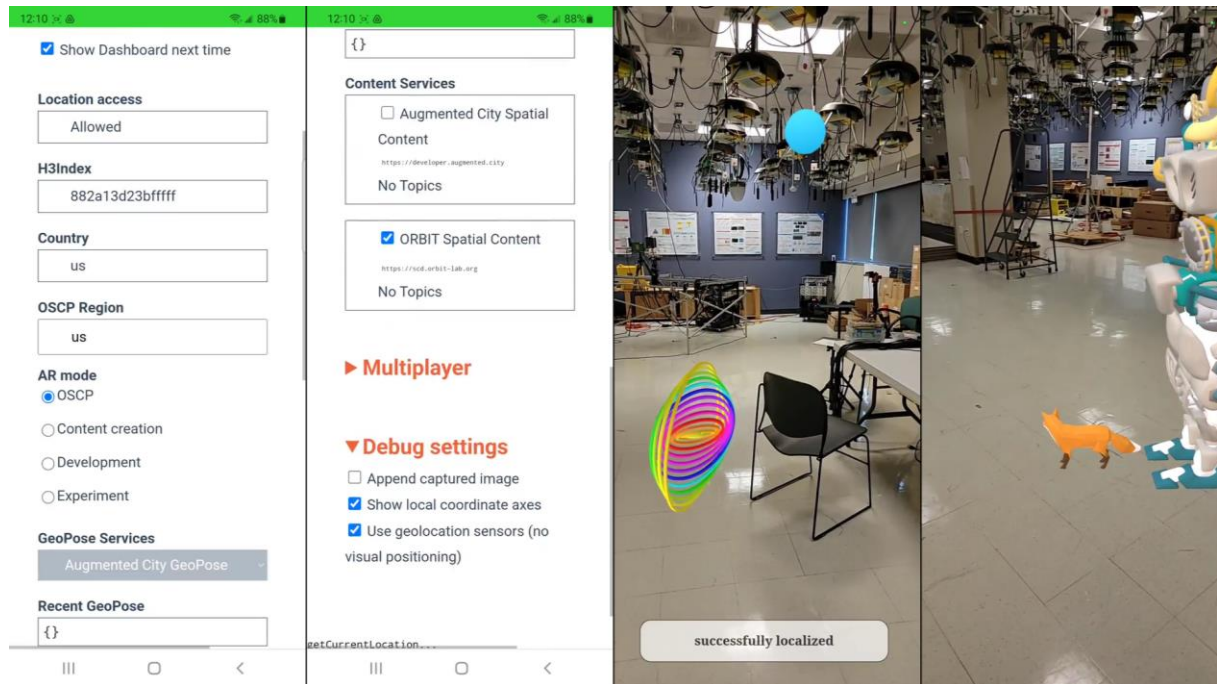 12:10
88%
Show Dashboard next time
Location access
Allowed
H3Index
882a13d23bfffff
Country
us
OSCP Region
us
AR mode
OSCP
Content creation
Development
Experiment
GeoPose Services
Augmented City GeoPose
Recent GeoPose
{}
12:10
88%
{}
Content Services
Augmented City Spatial
Content
https://developer.augmented.city
No Topics
ORBIT Spatial Content
https://scd.orbit-lab.org
No Topics
Multiplayer
Debug settings
Append captured image
Show local coordinate axes
Use geolocation sensors (no
visual positioning)
getCurrentLocation...
successfully localized